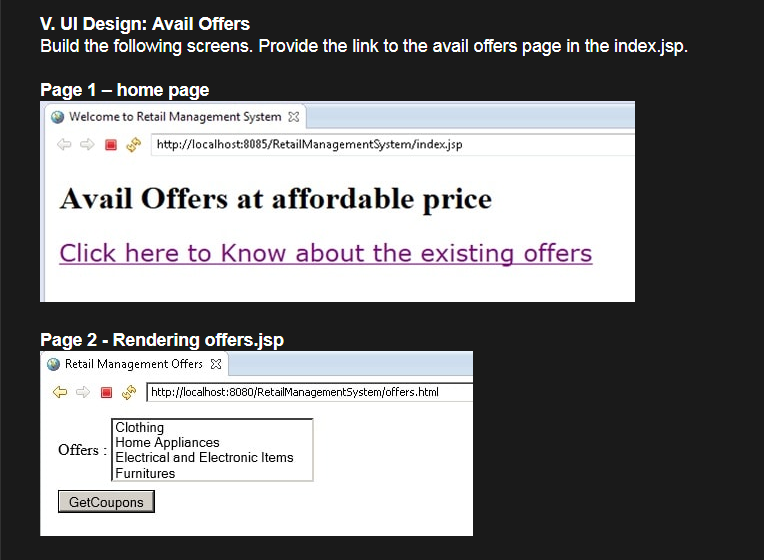 V. UI Design: Avail Offers
Build the following screens. Provide the link to the avail offers page in the index.jsp.
Page 1 – home page
Welcome to Retail Management System
http://localhost:8085/RetailManagementSystem/index.jsp
Avail Offers at affordable price
Click here to Know about the existing offers
Page 2 - Rendering offers.jsp
Retail Management Offers
http://localhost:8080/RetailManagementSystem/offers.html
Offers :
Clothing
Home Appliances
Electrical and Electronic Items
Furnitures
GetCoupons